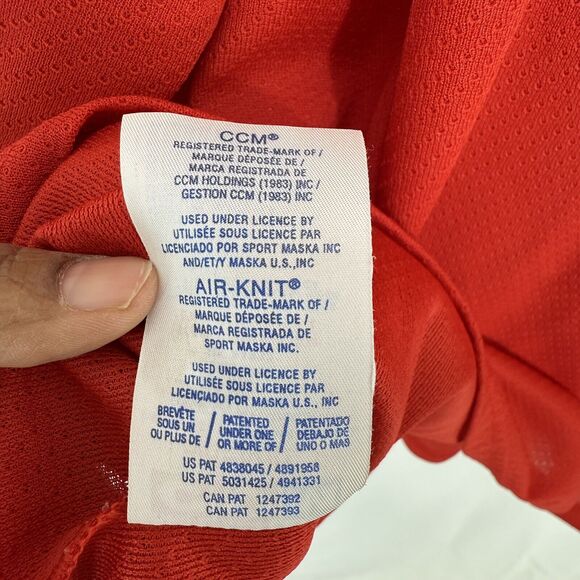 CCM®
REGISTERED TRADE-MARK OF /
MARQUE DÉPOSÉE DE /
MARCA REGISTRADA DE
CCM HOLDINGS (1983) INC /
GESTION CCM (1983) INC
USED UNDER LICENCE BY
UTILISÉE SOUS LICENCE PAR
LICENCIADO POR SPORT MASKA INC
AND/ET/Y MASKA U.S.,INC
AIR-KNIT®
REGISTERED TRADE-MARK OF /
MARQUE DÉPOSÉE DE /
MARCA REGISTRADA DE
SPORT MASKA INC.
USED UNDER LICENCE BY
UTILISÉE SOUS LICENCE PAR
LICENCIADO POR MASKA U.S., INC
BREVÊTE / PATENTED / PATENTADO
SOUS UN / UNDER ONE / DEBAJO DE
OU PLUS DE / OR MORE OF / UNO O MAS
US PAT 4838045 / 4891958
US PAT 5031425 / 4941331
CAN PAT 1247392
CAN PAT 1247393